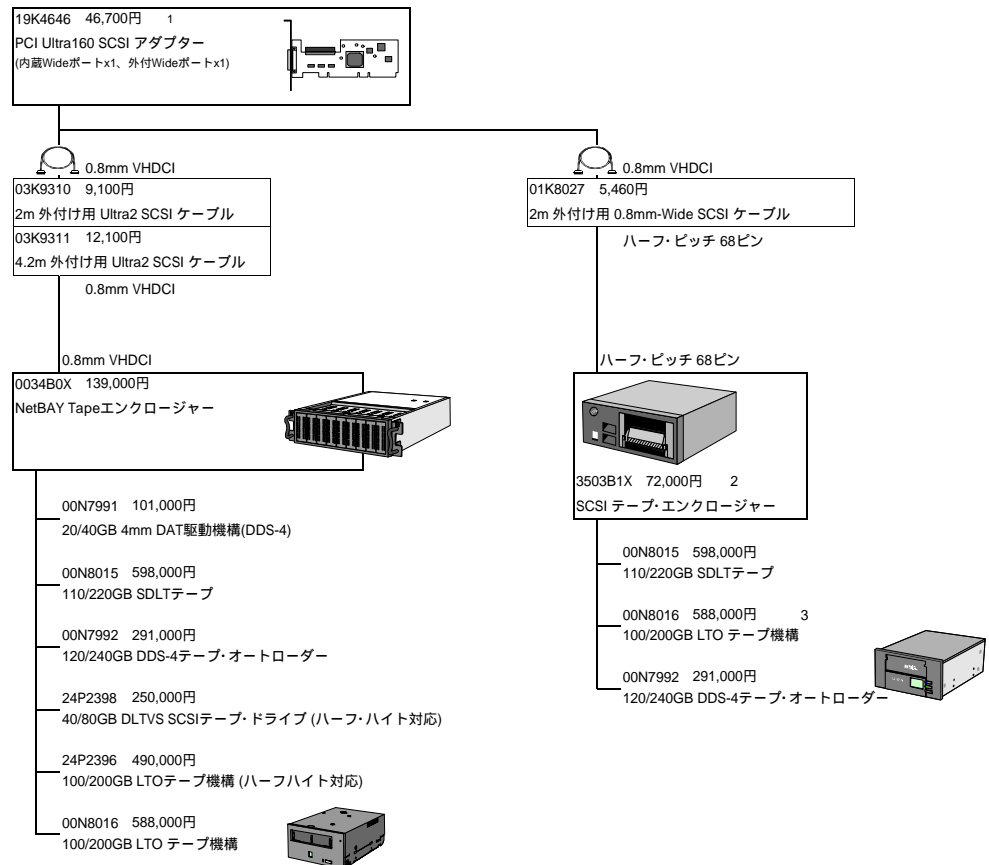 19K4646 46,700円 1
PCI Ultra160 SCSI アダプター
(内蔵Wideポートx1、外付Wideポートx1)
0.8mm VHDCI
03K9310 9,100円
2m 外付け用 Ultra2 SCSI ケーブル
03K9311 12,100円
4.2m 外付け用 Ultra2 SCSI ケーブル
0.8mm VHDCI
0.8mm VHDCI
0034B0X 139,000円
NetBAY Tapeエンクロージャー
00N7991 101,000円
20/40GB 4mm DAT駆動機構(DDS-4)
00N8015 598,000円
110/220GB SDLTテープ
00N7992 291,000円
120/240GB DDS-4テープ・オートローダー
24P2398 250,000円
40/80GB DLTVS SCSIテープ・ドライブ (ハーフ・ハイト対応)
24P2396 490,000円
100/200GB LTOテープ機構 (ハーフハイト対応)
00N8016 588,000円
100/200GB LTO テープ機構
0.8mm VHDCI
01K8027 5,460円
2m 外付け用 0.8mm-Wide SCSI ケーブル
ハーフ・ピッチ 68ピン
ハーフ・ピッチ 68ピン
3503B1X 72,000円 2
SCSI テープ・エンクロージャー
00N8015 598,000円
110/220GB SDLTテープ
00N8016 588,000円 3
100/200GB LTO テープ機構
00N7992 291,000円
120/240GB DDS-4テープ・オートローダー